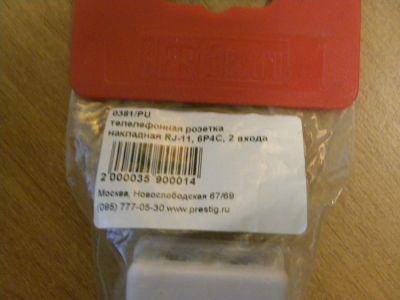 0381/PU
телелефонная розетка
накладная RJ-11, 6P4C, 2 входа
2 000035 900014
Москва, Новослободская 67/69
(095) 777-05-30 www.prestig.ru